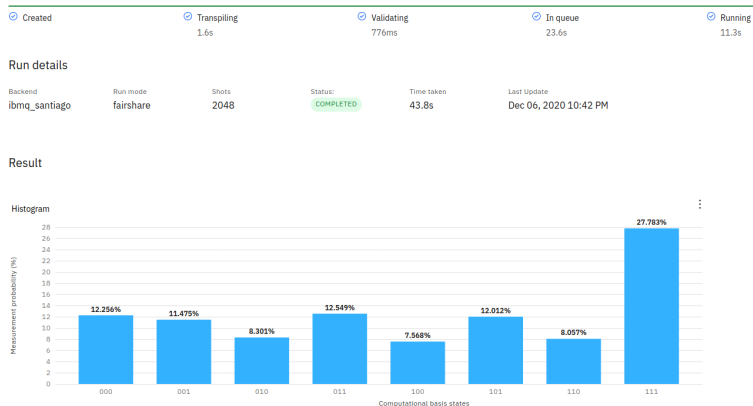 Created Transpiling Validating In queue Running
1.6s 776ms 23.6s 11.3s
Run details
Backend Run mode Shots Status: Time taken Last Update
ibmq_santiago fairshare 2048 COMPLETED 43.8s Dec 06, 2020 10:42 PM
Result
Histogram
Measurement probability (%)
28
26
24
22
20
18
16
14
12
10
8
6
4
2
0
12.256% 11.475% 8.301% 12.549% 7.568% 12.012% 8.057% 27.783%
000 001 010 011 100 101 110 111
Computational basis states